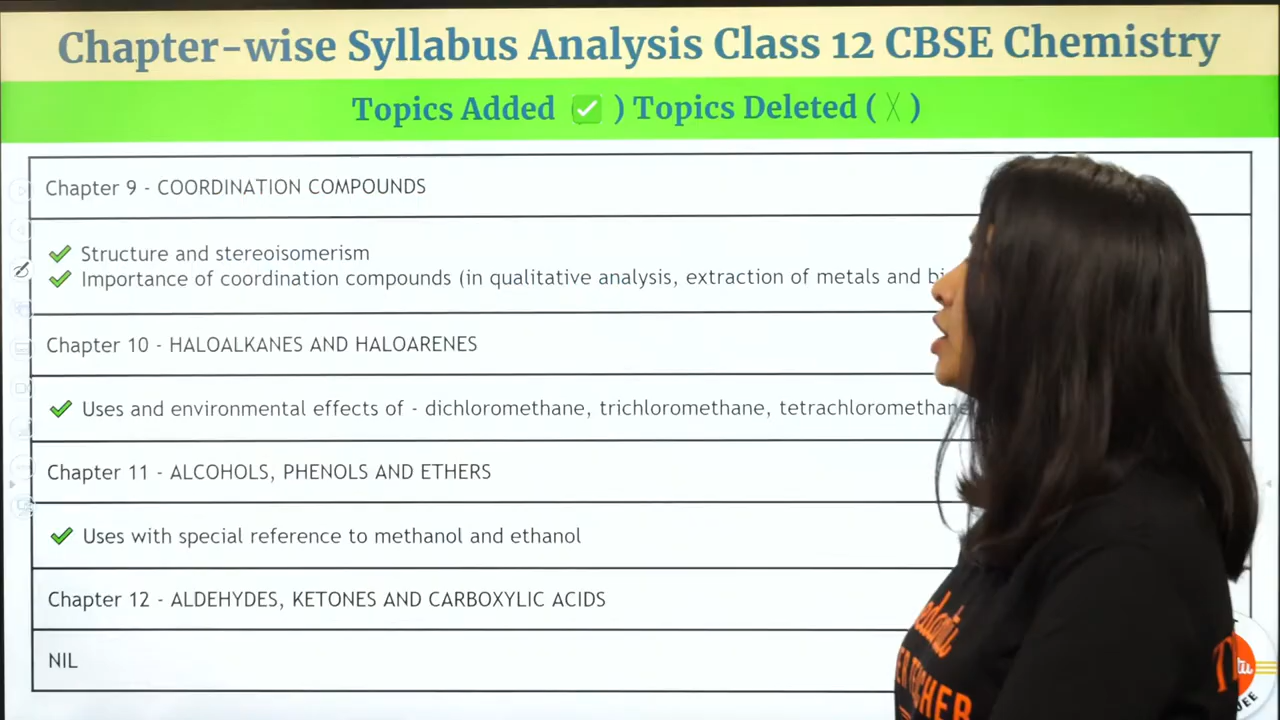 Chapter-wise Syllabus Analysis Class 12 CBSE Chemistry
Topics Added ✅ ) Topics Deleted ( ╳ )
Chapter 9 - COORDINATION COMPOUNDS
✔ Structure and stereoisomerism
✔ Importance of coordination compounds (in qualitative analysis, extraction of metals and
Chapter 10 - HALOALKANES AND HALOARENES
✔ Uses and environmental effects of - dichloromethane, trichloromethane, tetrachloromethane
Chapter 11 - ALCOHOLS, PHENOLS AND ETHERS
✔ Uses with special reference to methanol and ethanol
Chapter 12 - ALDEHYDES, KETONES AND CARBOXYLIC ACIDS
NIL
JEE